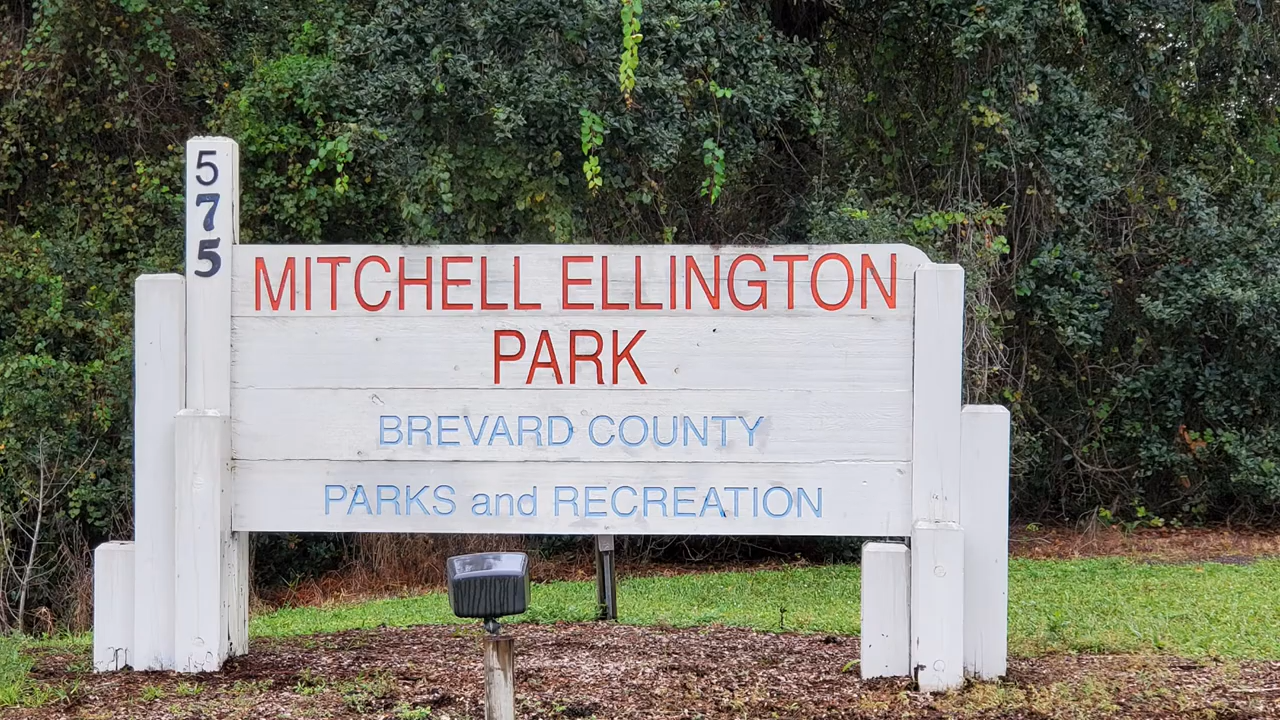 575
MITCHELL ELLINGTON
PARK
BREVARD COUNTY
PARKS and RECREATION